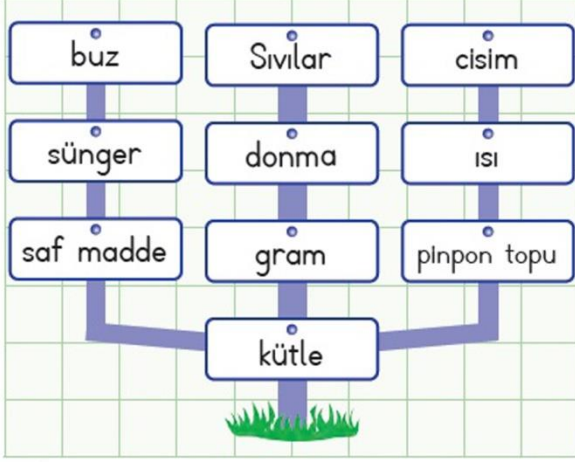 buz
Sıvılar
cisim
sünger
donma
ısı
saf madde
gram
pinpon topu
kütle